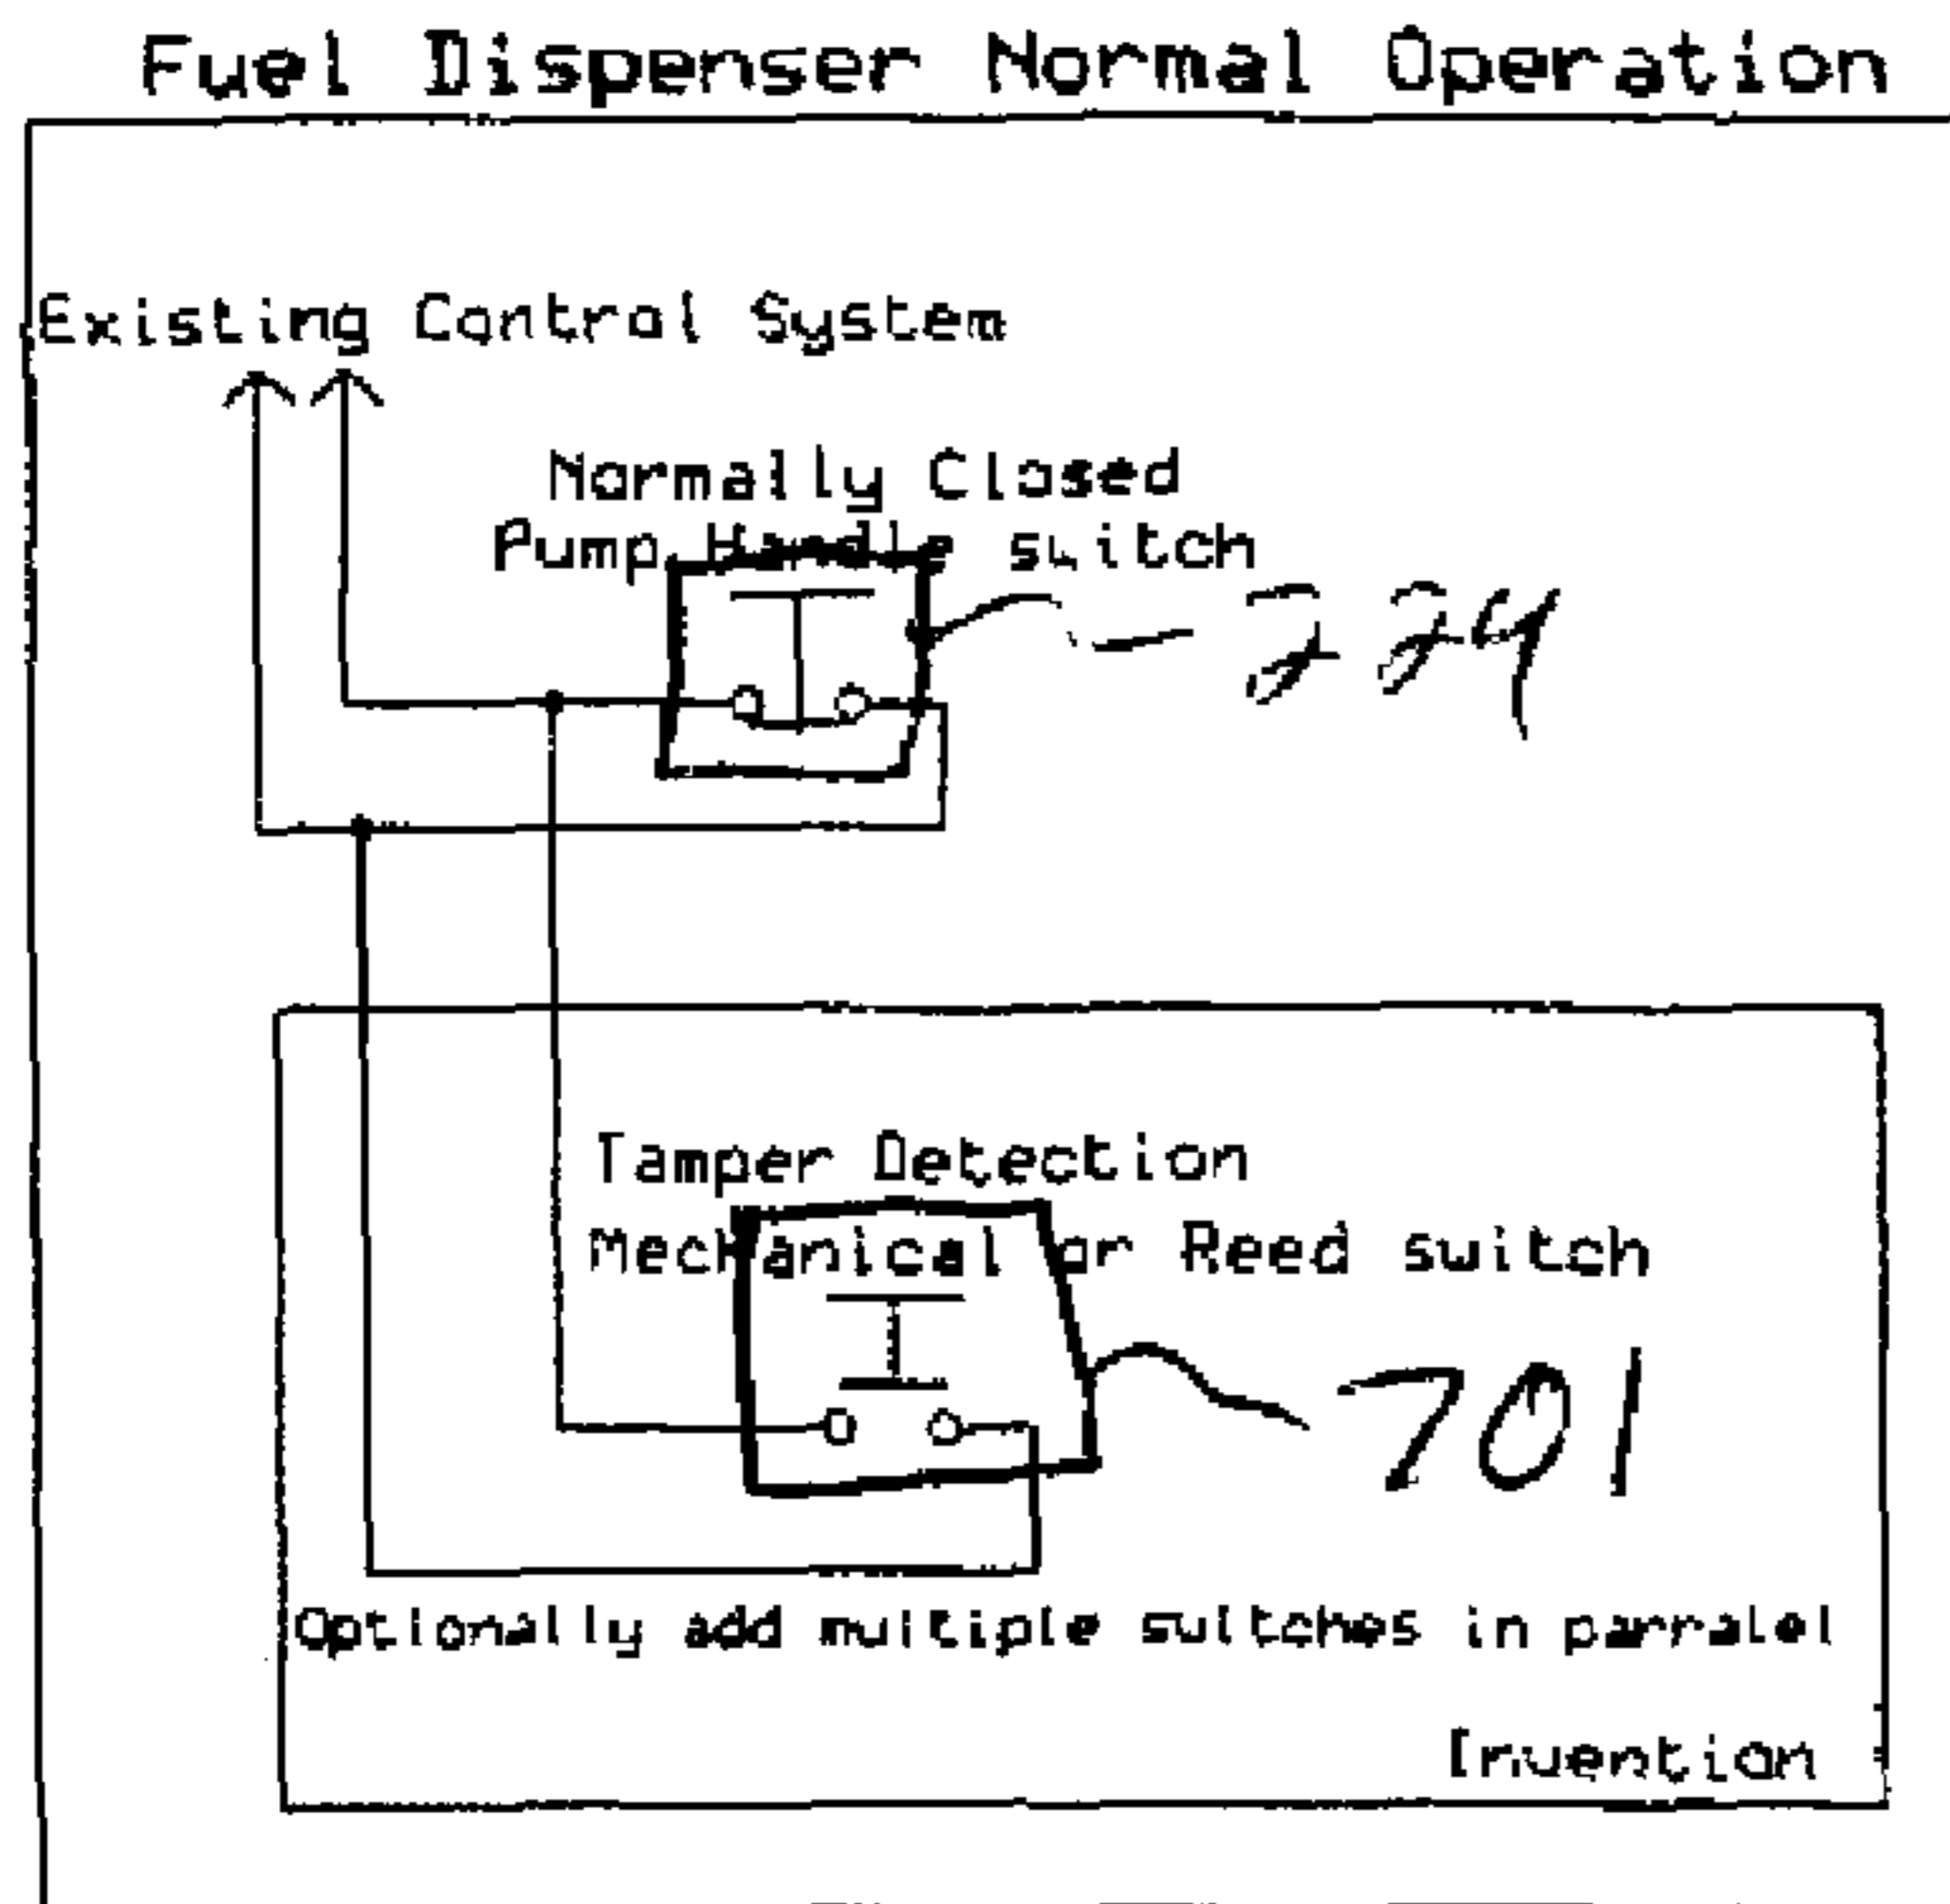 Fuel Dispenser Normal Operation
Existing Control System
Normally Closed
Pump Handle switch
224
Tamper Detection
Mechanical or Reed switch
701
Optionally add multiple switches in parralel
Invention